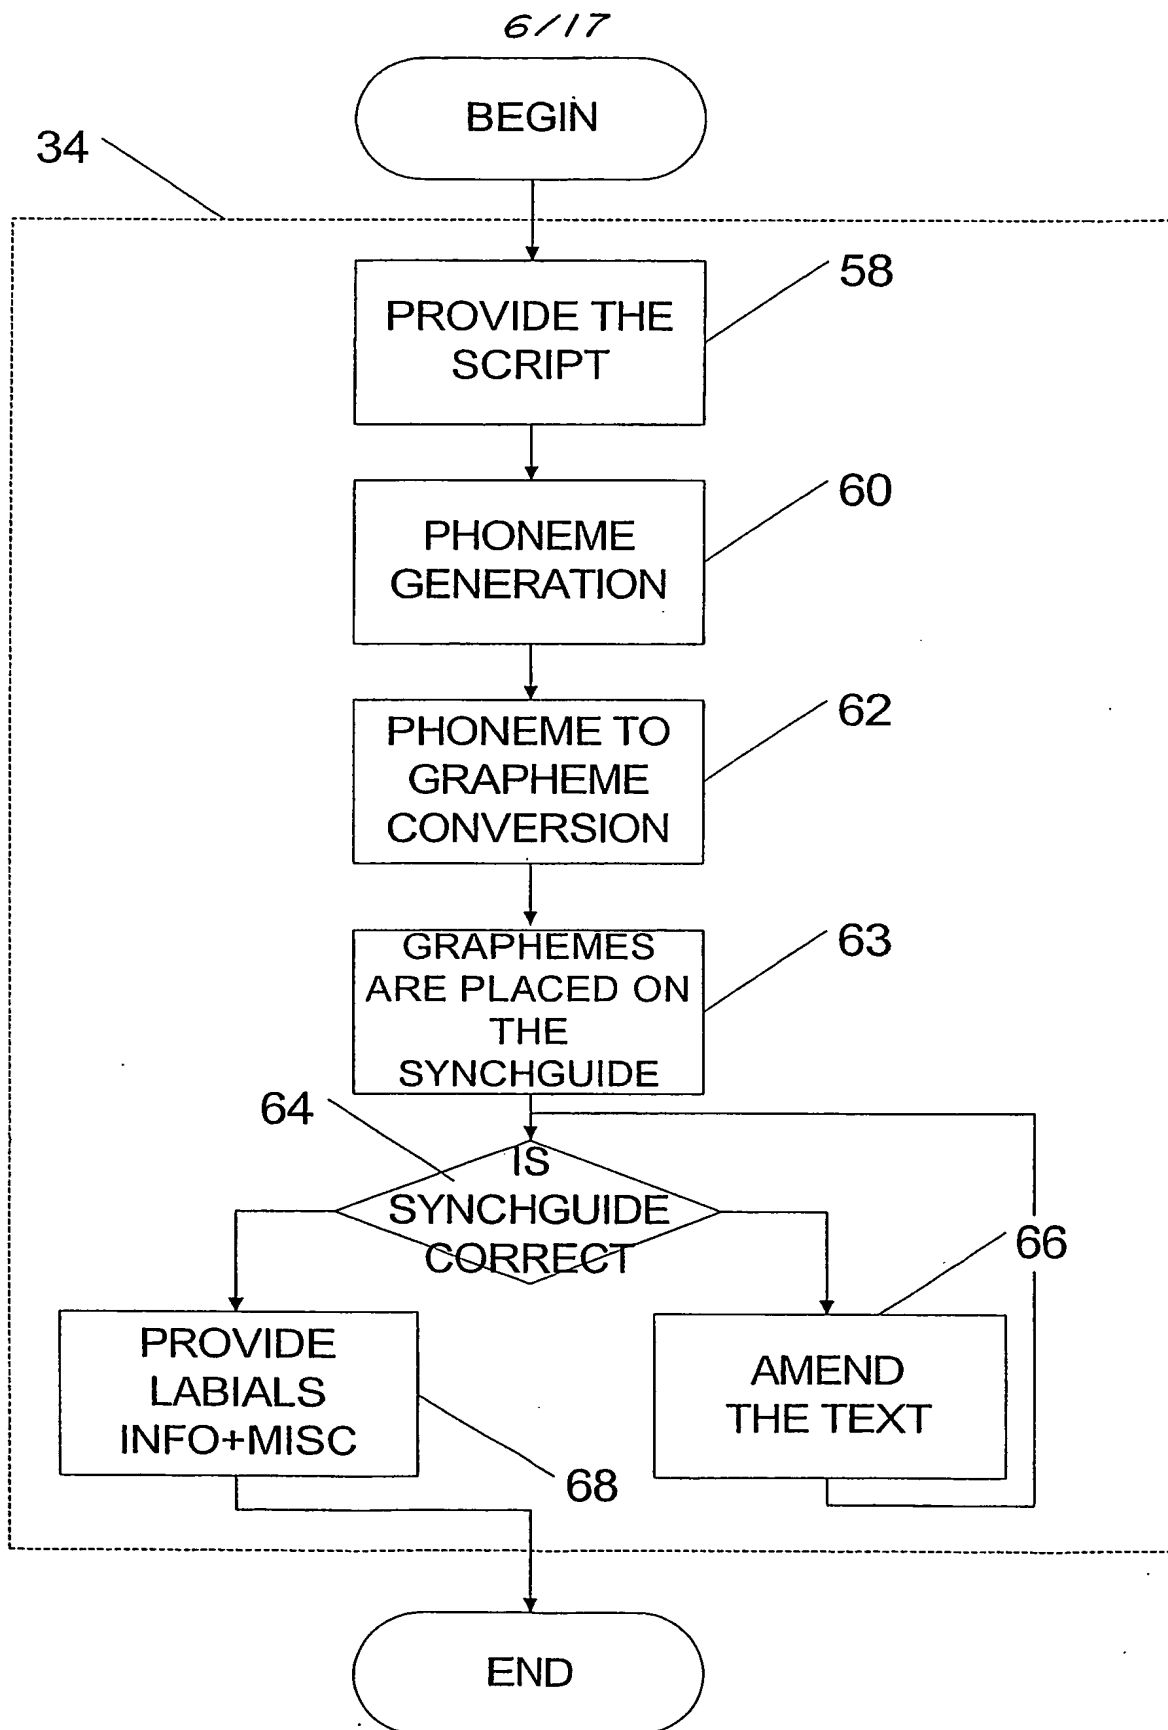 6/17
BEGIN
34
PROVIDE THE
SCRIPT
58
PHONEME
GENERATION
60
PHONEME TO
GRAPHEME
CONVERSION
62
GRAPHEMES
ARE PLACED ON
THE
SYNCHGUIDE
63
64
IS
SYNCHGUIDE
CORRECT
66
PROVIDE
LABIALS
INFO+MISC
68
AMEND
THE TEXT
END